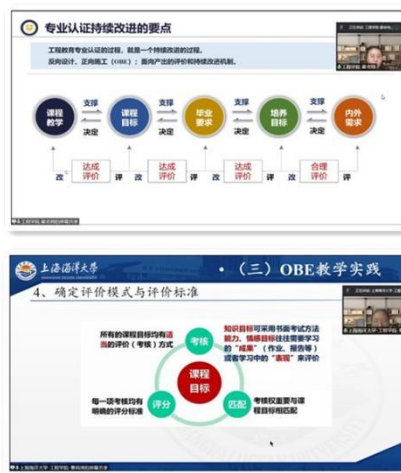 专业认证持续改进的要点
工程教育专业认证的过程，就是一个持续改进的过程。
反向设计、正向施工（OBE）；面向产出的评价和持续改进机制。
课程教学
支撑
决定
课程目标
支撑
决定
毕业要求
支撑
决定
培养目标
支撑
决定
内外需求
改
达成评价
评
改
达成评价
评
改
达成评价
评
改
合理评价
评
上海海洋大学
·（三）OBE教学实践
4、确定评价模式与评价标准
所有的课程目标均有适
当的评价（考核）方式
考核
知识目标可采用书面考试方法
能力、情感目标往往需要学习
的“成果”（作业、报告等）
或者学习中的“表现”来评价
课程
目标
每一项考核均有
明确的评分标准
评分
匹配
考核权重要与课
程目标相匹配